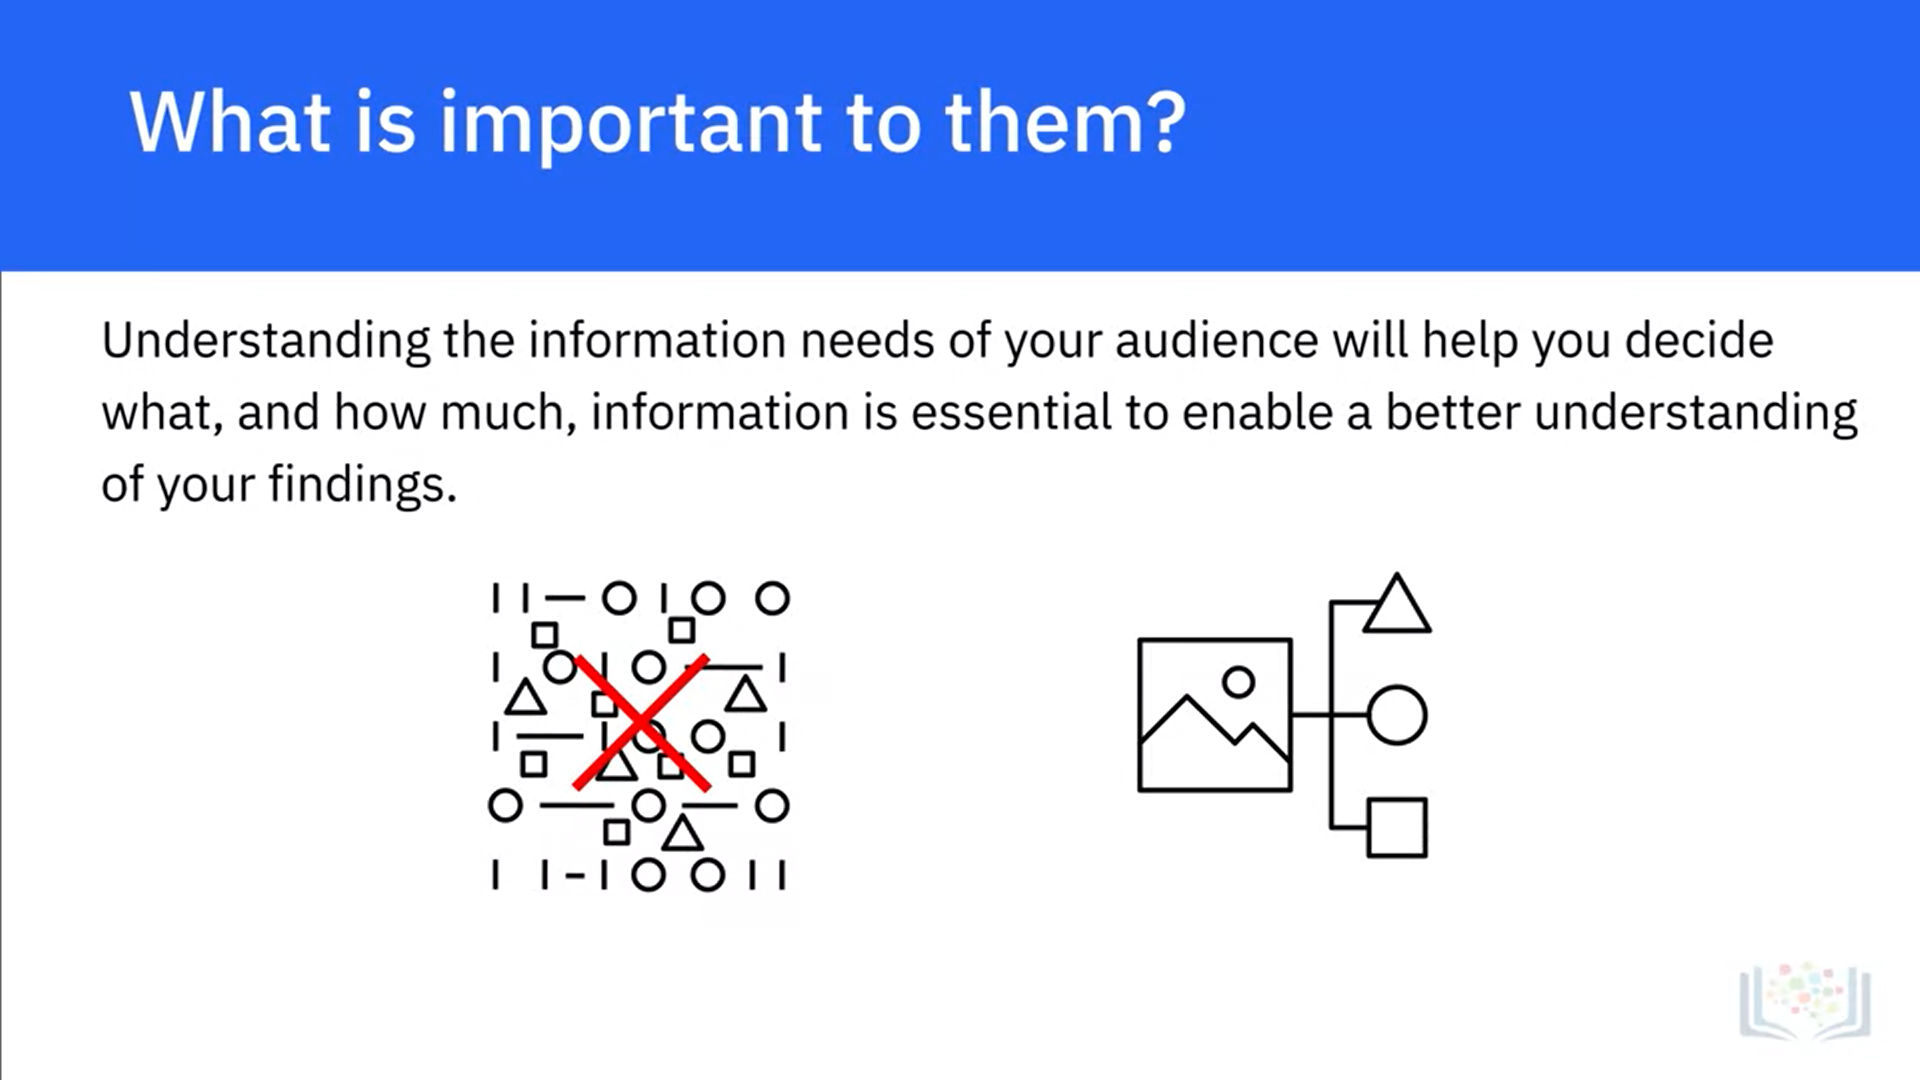 What is important to them?
Understanding the information needs of your audience will help you decide
what, and how much, information is essential to enable a better understanding
of your findings.